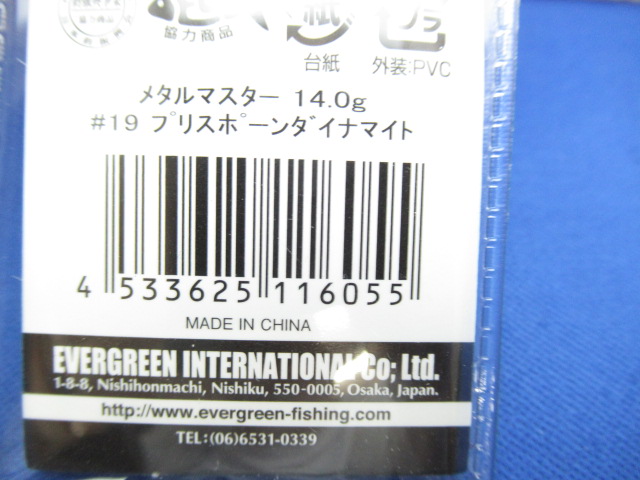 協力商品
紙
プラ
台紙
外装:PVC
メタルマスター 14.0g
#19 プリスポーンダイナマイト
4 533625 116055
MADE IN CHINA
EVERGREEN INTERNATIONAL Co; Ltd.
1-8-8, Nishihonmachi, Nishiku, 550-0005, Osaka, Japan.
http://www.evergreen-fishing.com
TEL:(06)6531-0339